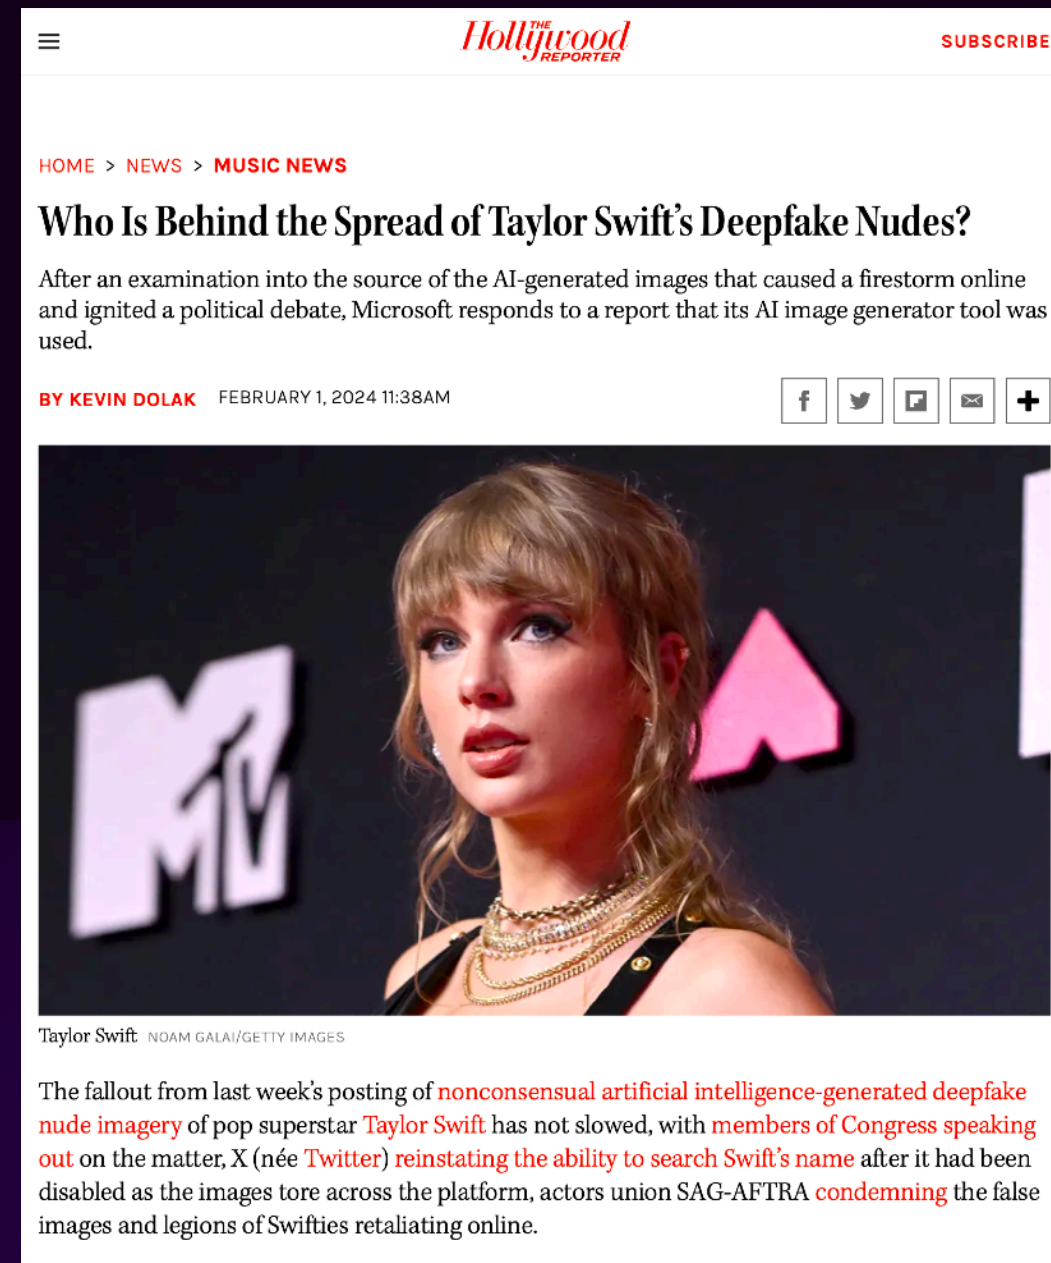 THE
Hollywood
REPORTER
SUBSCRIBE
HOME > NEWS > MUSIC NEWS
Who Is Behind the Spread of Taylor Swift's Deepfake Nudes?
After an examination into the source of the AI-generated images that caused a firestorm online
and ignited a political debate, Microsoft responds to a report that its AI image generator tool was
used.
BY KEVIN DOLAK FEBRUARY 1, 2024 11:38AM
MTV
Taylor Swift NOAM GALAI/GETTY IMAGES
The fallout from last week's posting of nonconsensual artificial intelligence-generated deepfake
nude imagery of pop superstar Taylor Swift has not slowed, with members of Congress speaking
out on the matter, X (née Twitter) reinstating the ability to search Swift's name after it had been
disabled as the images tore across the platform, actors union SAG-AFTRA condemning the false
images and legions of Swifties retaliating online.